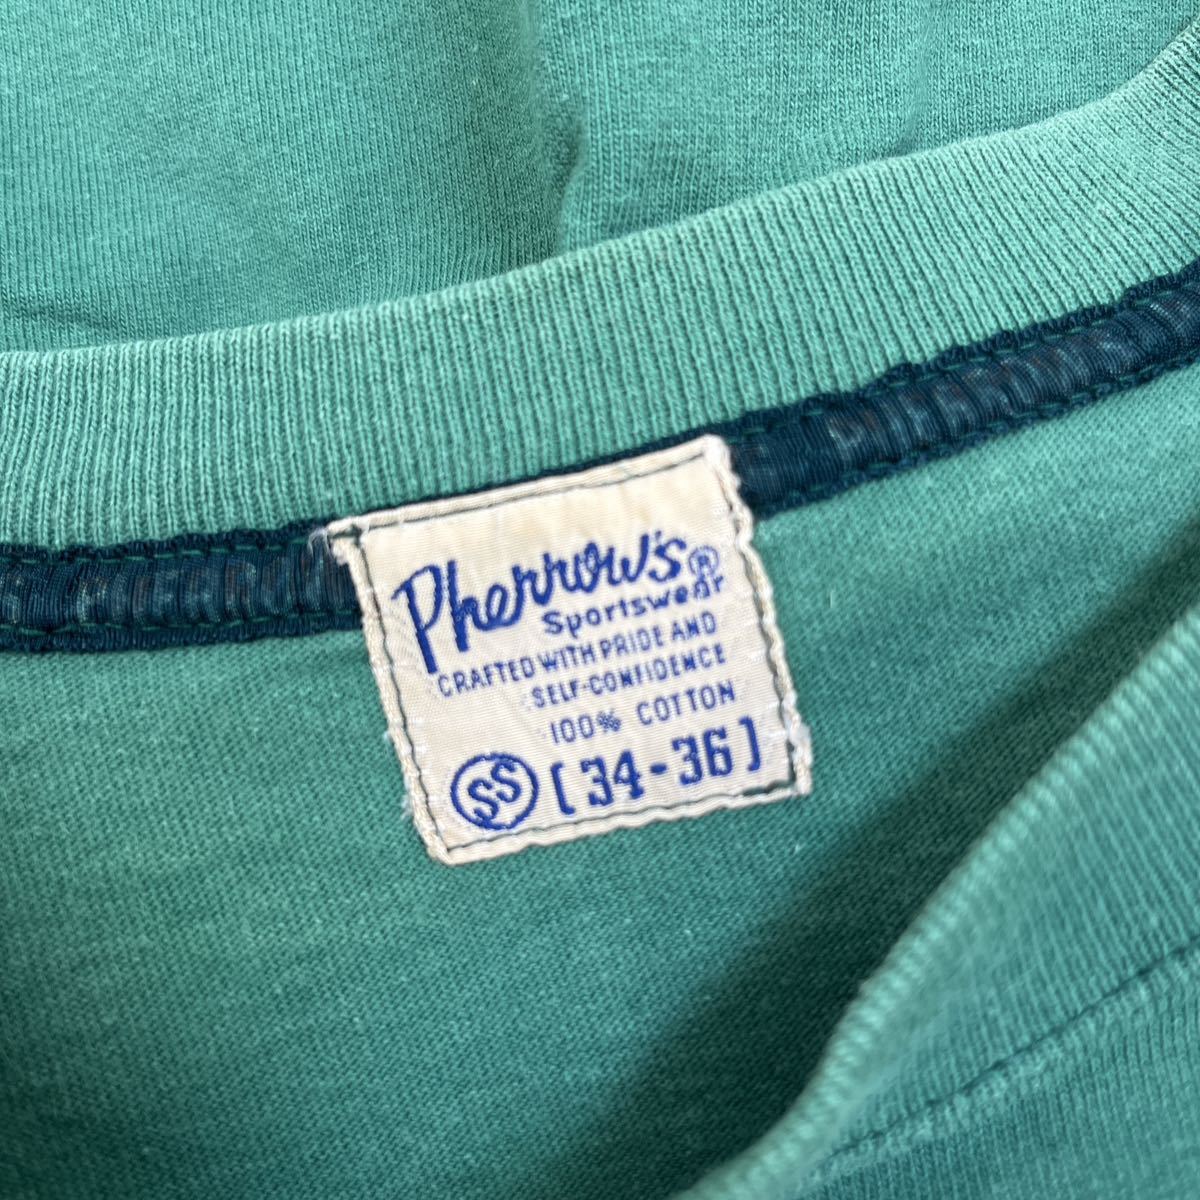 Pherrow's®
Sportswear
CRAFTED WITH PRIDE AND
SELF-CONFIDENCE
100% COTTON
SS [34-36]